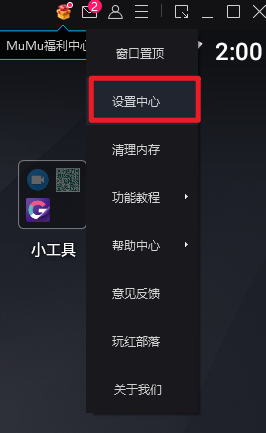 2
MuMu福利中心
2:00
窗口置顶
设置中心
清理内存
功能教程
帮助中心
意见反馈
玩红部落
关于我们
小工具